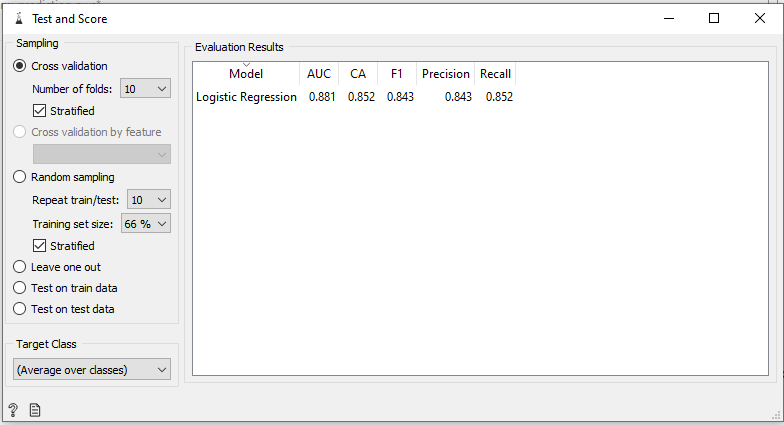 Test and Score
Sampling
Cross validation
Number of folds: 10
Stratified
Cross validation by feature
Random sampling
Repeat train/test: 10
Training set size: 66 %
Stratified
Leave one out
Test on train data
Test on test data
Target Class
(Average over classes)
Evaluation Results
Model AUC CA F1 Precision Recall
Logistic Regression 0.881 0.852 0.843 0.843 0.852
?